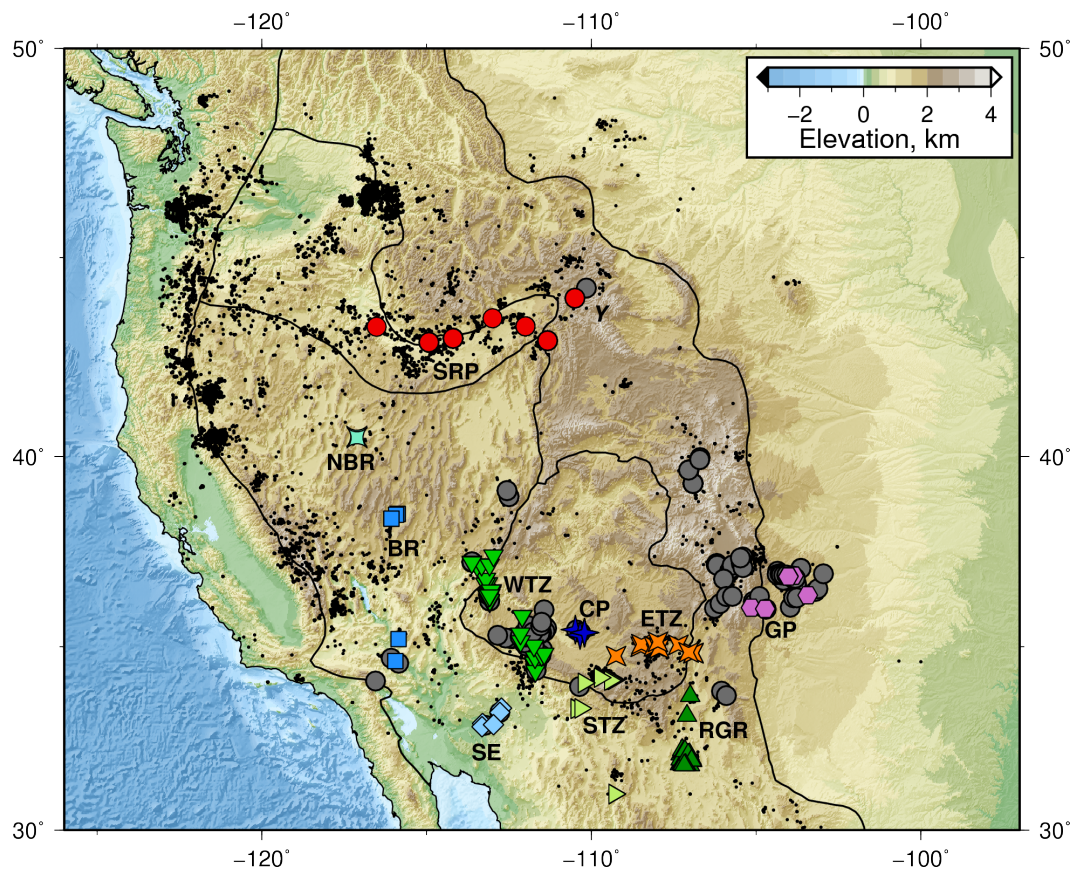 −120˚ −110˚ −100˚
50˚ 50˚
−2 0 2 4
Elevation, km
Y
SRP
40˚ 40˚
NBR
BR
WTZ
CP
ETZ
GP
STZ
RGR
SE
30˚ 30˚
−120˚ −110˚ −100˚